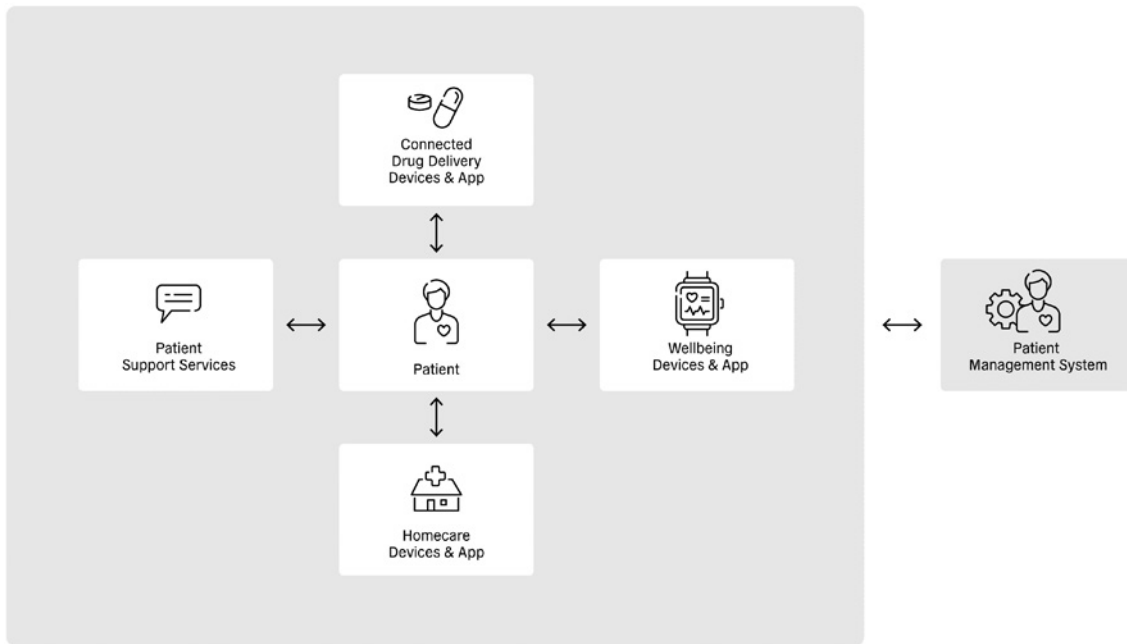 Connected
Drug Delivery
Devices & App
Patient
Support Services
Patient
Wellbeing
Devices & App
Patient
Management System
Homecare
Devices & App